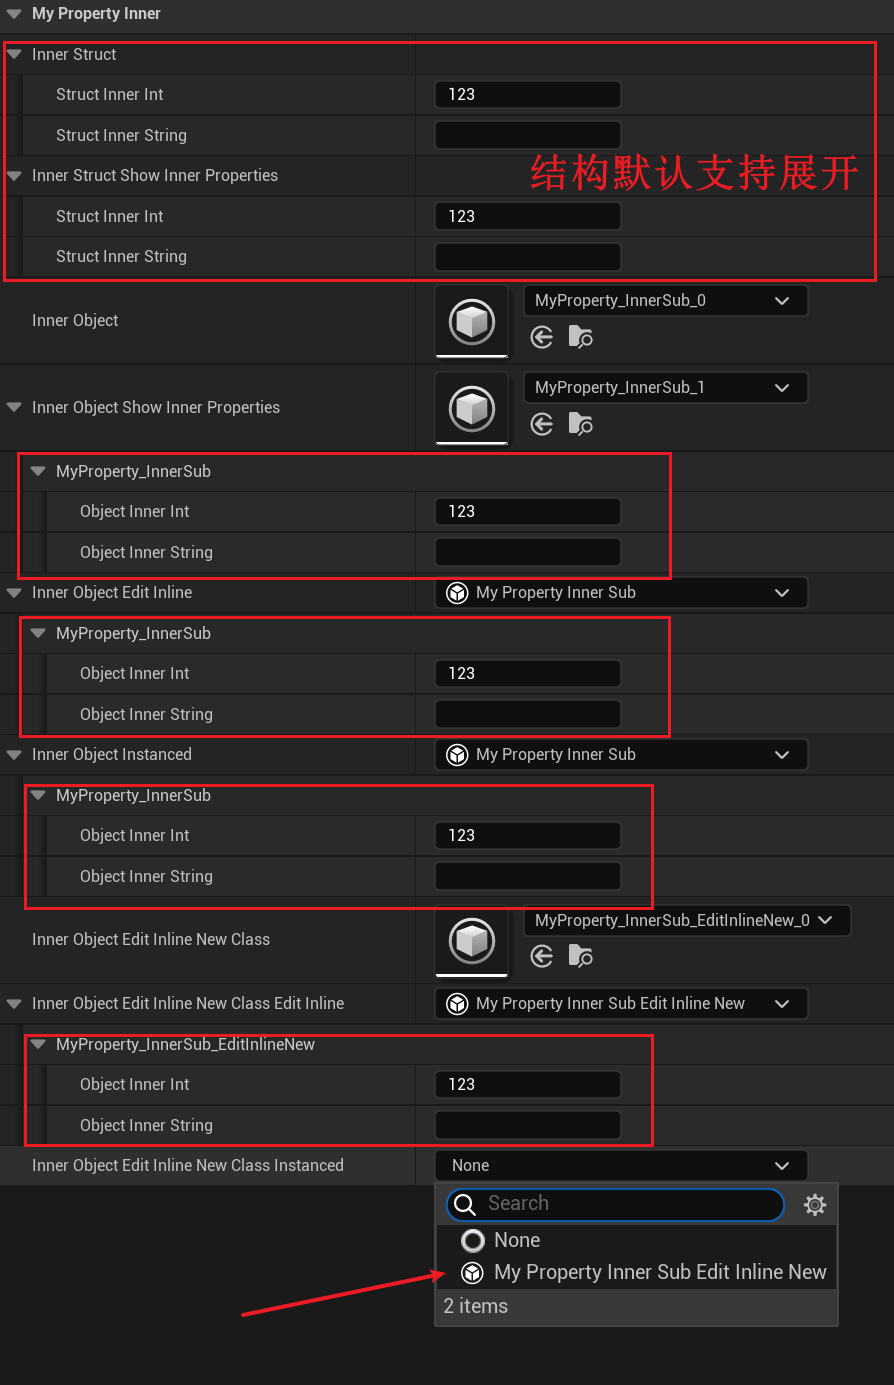 My Property Inner
Inner Struct
Struct Inner Int
123
Struct Inner String
结构默认支持展开
Inner Struct Show Inner Properties
Struct Inner Int
123
Struct Inner String
Inner Object
MyProperty_InnerSub_0
Inner Object Show Inner Properties
MyProperty_InnerSub_1
MyProperty_InnerSub
Object Inner Int
123
Object Inner String
Inner Object Edit Inline
My Property Inner Sub
MyProperty_InnerSub
Object Inner Int
123
Object Inner String
Inner Object Instanced
My Property Inner Sub
MyProperty_InnerSub
Object Inner Int
123
Object Inner String
Inner Object Edit Inline New Class
MyProperty_InnerSub_EditInlineNew_0
Inner Object Edit Inline New Class Edit Inline
My Property Inner Sub Edit Inline New
MyProperty_InnerSub_EditInlineNew
Object Inner Int
123
Object Inner String
Inner Object Edit Inline New Class Instanced
None
Search
None
My Property Inner Sub Edit Inline New
2 items